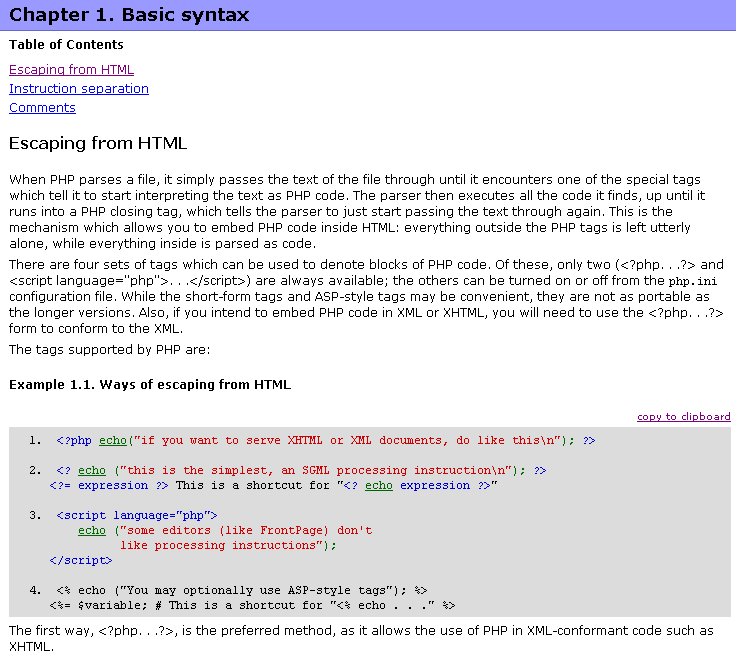 Chapter 1. Basic syntax
Table of Contents
Escaping from HTML
Instruction separation
Comments
Escaping from HTML
When PHP parses a file, it simply passes the text of the file through until it encounters one of the special tags
which tell it to start interpreting the text as PHP code. The parser then executes all the code it finds, up until it
runs into a PHP closing tag, which tells the parser to just start passing the text through again. This is the
mechanism which allows you to embed PHP code inside HTML: everything outside the PHP tags is left utterly
alone, while everything inside is parsed as code.
There are four sets of tags which can be used to denote blocks of PHP code. Of these, only two (<?php. . .?> and
<script language="php">. . .</script>) are always available; the others can be turned on or off from the php.ini
configuration file. While the short-form tags and ASP-style tags may be convenient, they are not as portable as
the longer versions. Also, if you intend to embed PHP code in XML or XHTML, you will need to use the <?php. . .?>
form to conform to the XML.
The tags supported by PHP are:
Example 1.1. Ways of escaping from HTML
copy to clipboard
1.  <?php echo("if you want to serve XHTML or XML documents, do like this\n"); ?>
2.  <? echo ("this is the simplest, an SGML processing instruction\n"); ?>
<?= expression ?> This is a shortcut for "<? echo expression ?>"
3.  <script language="php">
echo ("some editors (like FrontPage) don't
like processing instructions");
</script>
4.  <% echo ("You may optionally use ASP-style tags"); %>
<%= $variable; # This is a shortcut for "<% echo . . ." %>
The first way, <?php. . .?>, is the preferred method, as it allows the use of PHP in XML-conformant code such as
XHTML.